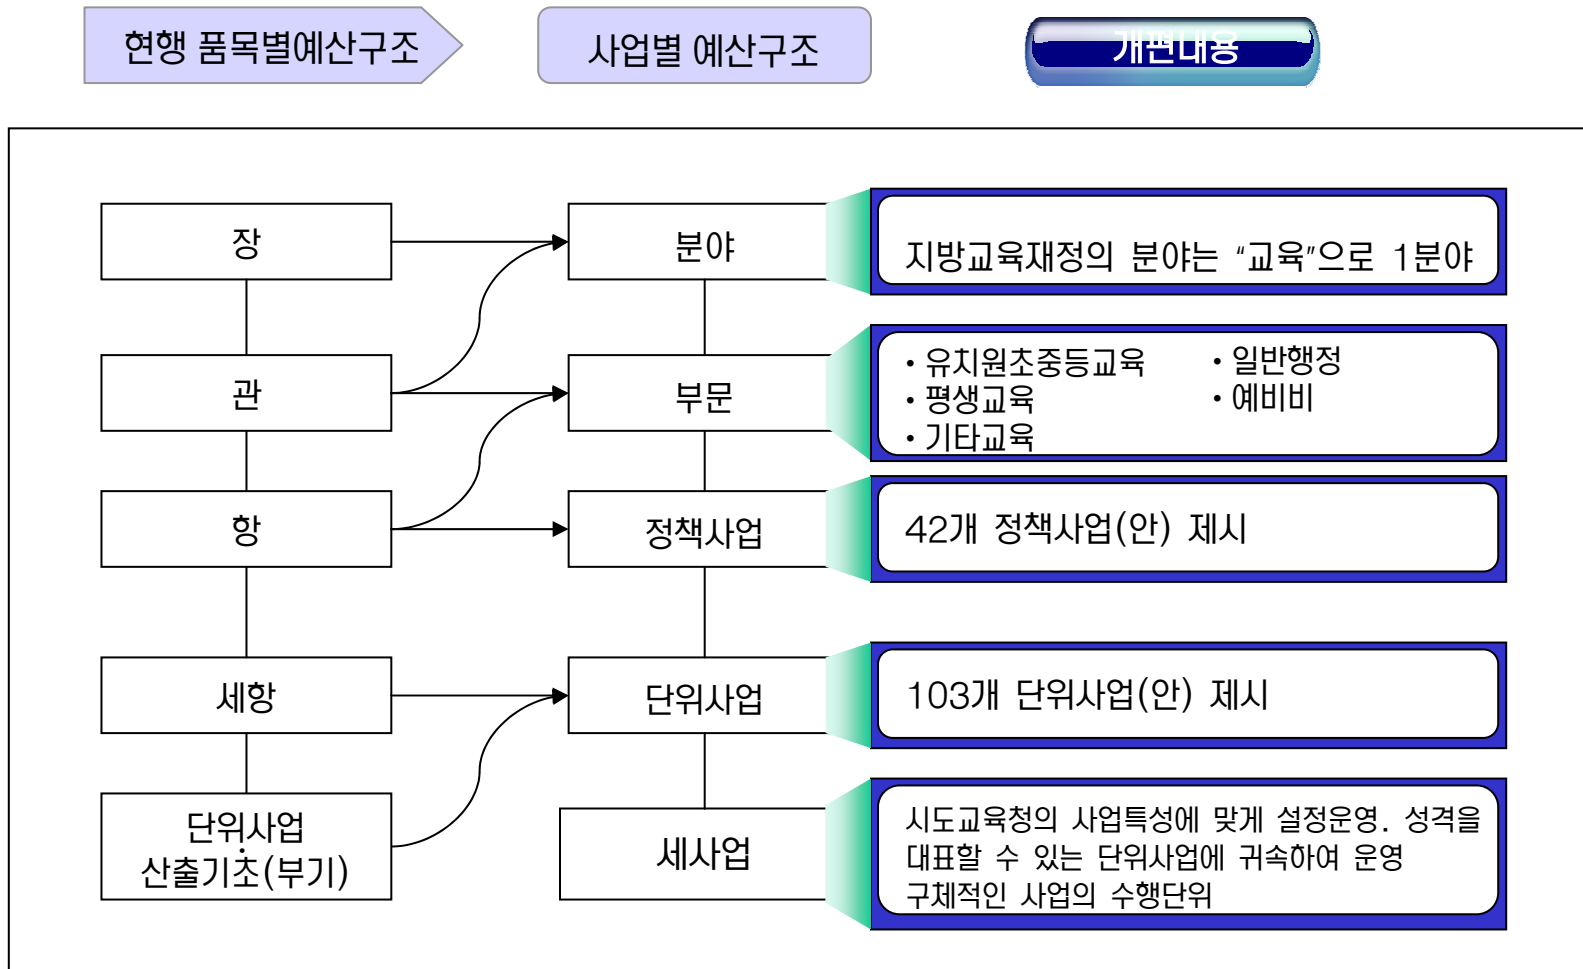 현행 품목별예산구조
사업별 예산구조
개편내용
장
분야
지방교육재정의 분야는 “교육”으로 1분야
관
부문
・유치원초중등교육
・평생교육
・기타교육
・일반행정
・예비비
항
정책사업
42개 정책사업(안) 제시
세항
단위사업
103개 단위사업(안) 제시
단위사업
・
산출기초(부기)
세사업
시도교육청의 사업특성에 맞게 설정운영. 성격을
대표할 수 있는 단위사업에 귀속하여 운영
구체적인 사업의 수행단위